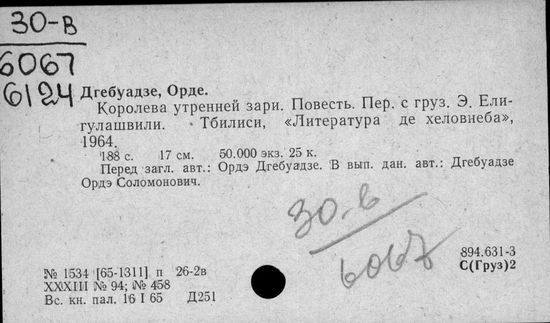 30-В
6067
6124
Дгебуадзе, Орде.
Королева утренней зари. Повесть. Пер. с груз. Э. Ели-
гулашвили. Тбилиси, «Литература де хеловнеба»,
1964.
188 с. 17 см. 50.000 экз. 25 к.
Перед загл. авт.: Ордэ Дгебуадзе. В вып. дан. авт.: Дгебуадзе
Ордэ Соломонович.
30-в
6067
894.631-3
С(Груз)2
№ 1534 [65-1311] п 26-2в
XXXIII № 94; № 458
Вс. кн. пал. 16 I 65 Д251